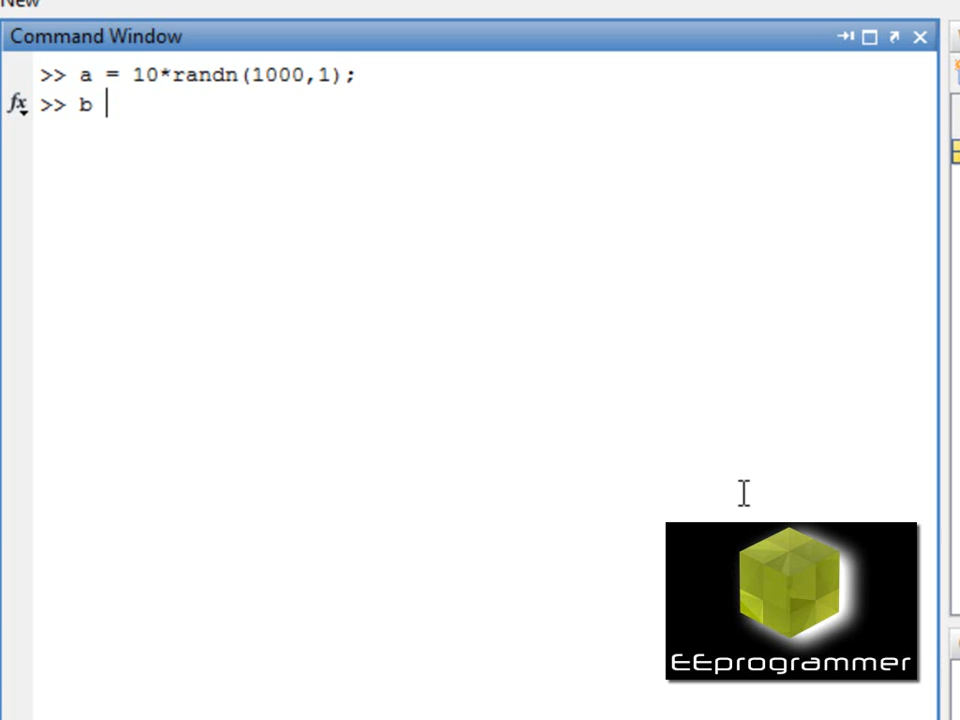 New
Command Window
>> a = 10*randn(1000,1);
fx >> b
EEprogrammer